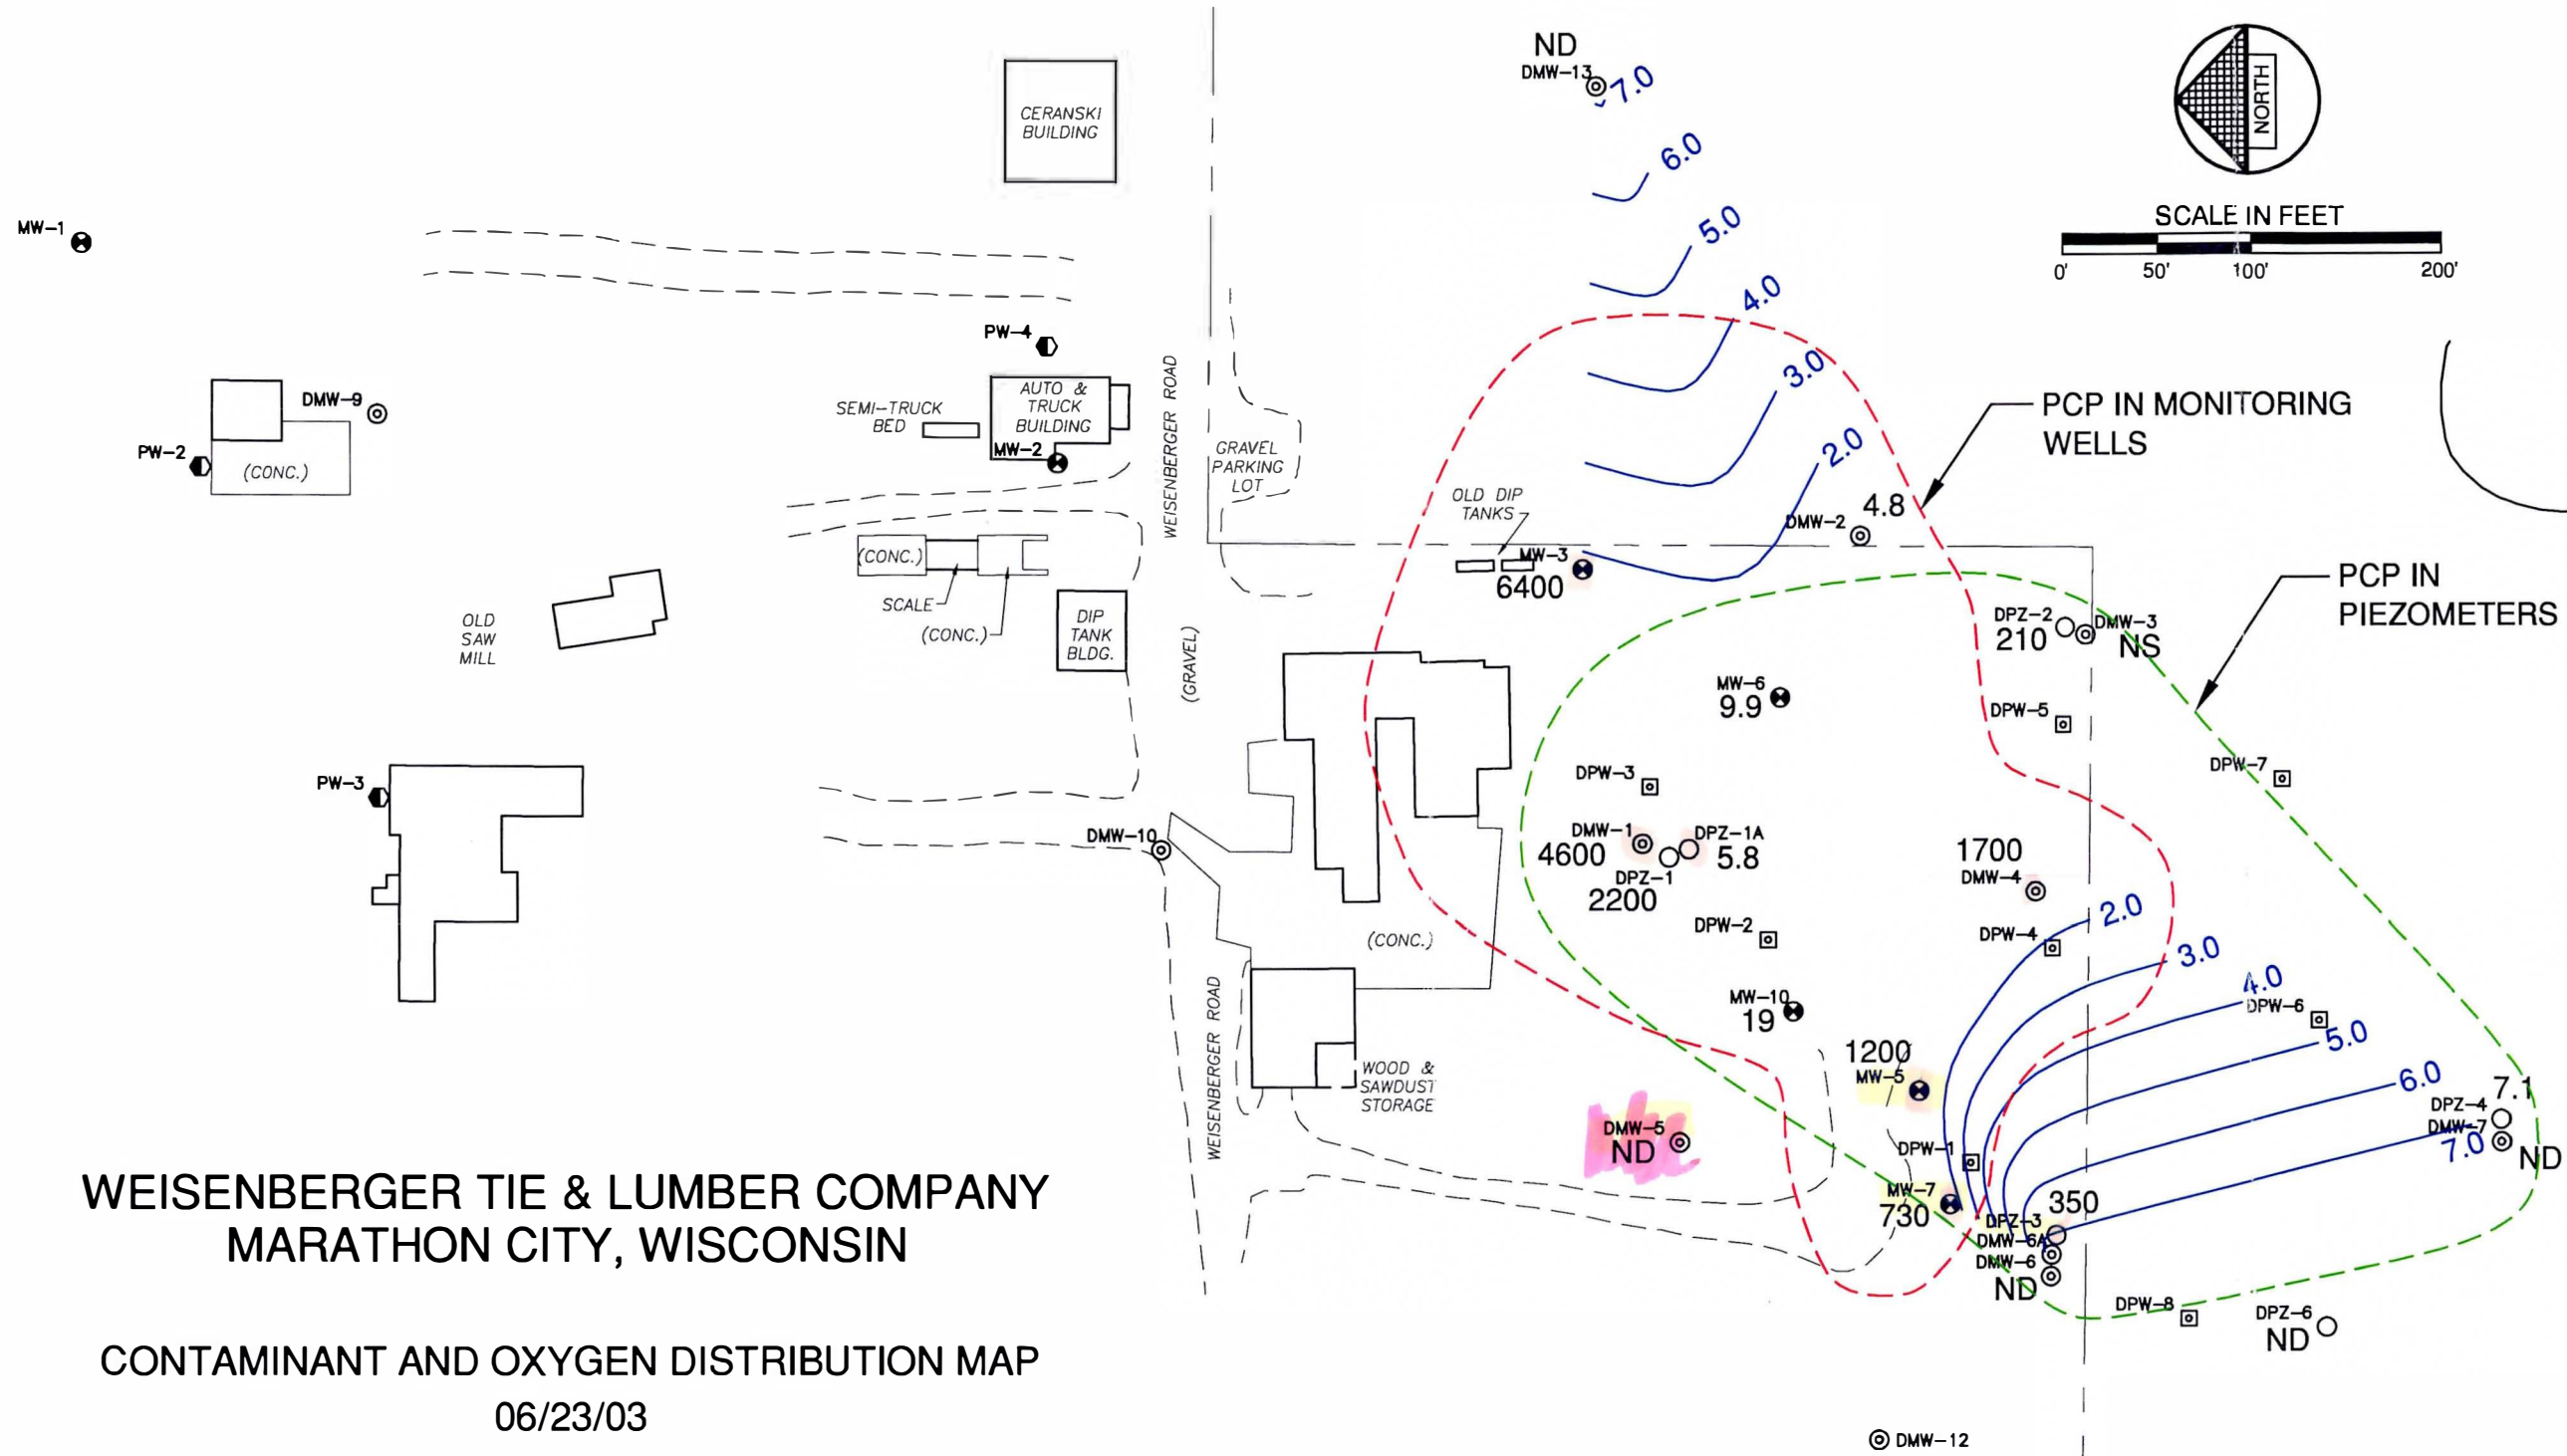 ND
DMW-13
7.0
NORTH
CERANSKI
BUILDING
6.0
SCALE IN FEET
0' 50' 100' 200'
MW-1
5.0
4.0
PW-4
3.0
DMW-9
SEMI-TRUCK
BED
AUTO &
TRUCK
BUILDING
MW-2
WEISENBERGER ROAD
GRAVEL
PARKING
LOT
PCP IN MONITORING
WELLS
PW-2
(CONC.)
2.0
OLD DIP
TANKS
DMW-2
4.8
(CONC.)
MW-3
6400
SCALE
(CONC.)
DIP
TANK
BLDG.
OLD
SAW
MILL
(GRAVEL)
PCP IN
PIEZOMETERS
DPZ-2
210
DMW-3
NS
MW-6
9.9
DPW-5
DPW-7
DPW-3
PW-3
DMW-10
DMW-1
4600
DPZ-1A
5.8
DPZ-1
2200
1700
DMW-4
2.0
DPW-2
DPW-4
(CONC.)
3.0
4.0
DPW-6
5.0
MW-10
19
WEISENBERGER ROAD
WOOD &
SAWDUST
STORAGE
1200
MW-5
6.0
7.1
DPZ-4
DMW-7
7.0
ND
DMW-5
ND
DPW-1
MW-7
730
350
DPZ-3
DMW-6A
DMW-6
ND
DPW-8
DPZ-6
ND
DMW-12
WEISENBERGER TIE & LUMBER COMPANY
MARATHON CITY, WISCONSIN
CONTAMINANT AND OXYGEN DISTRIBUTION MAP
06/23/03